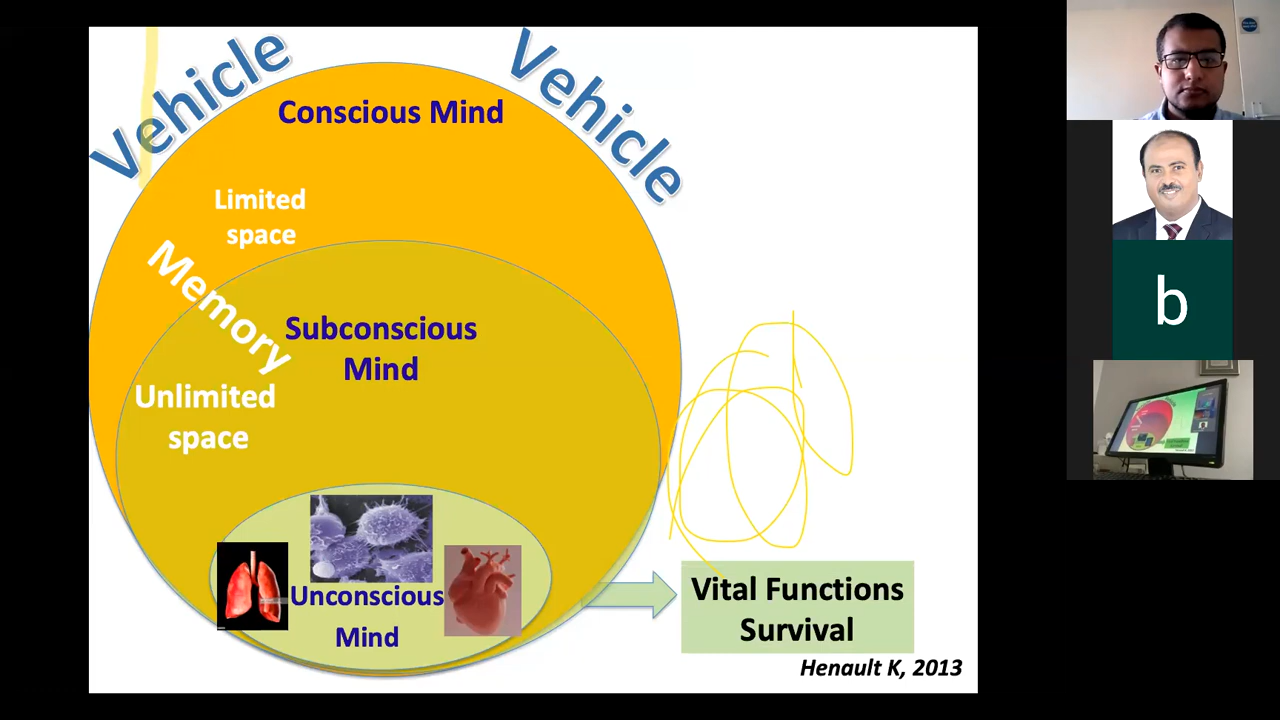 Vehicle
Vehicle
Conscious Mind
Limited
space
Memory
Subconscious
Mind
Unlimited
space
Unconscious
Mind
Vital Functions
Survival
Henault K, 2013
b